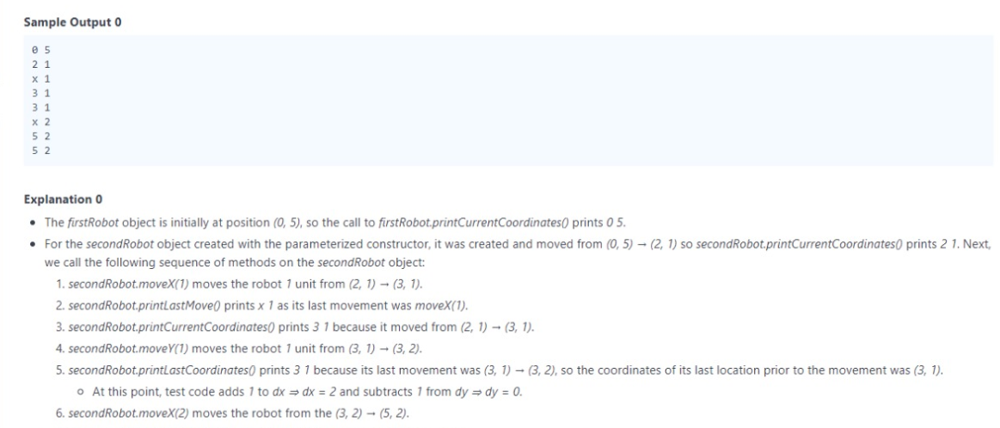 Sample Output 0
0 5
2 1
x 1
3 1
3 1
x 2
5 2
5 2
Explanation 0
• The firstRobot object is initially at position (0, 5), so the call to firstRobot.printCurrentCoordinates() prints 0 5.
• For the secondRobot object created with the parameterized constructor, it was created and moved from (0, 5) → (2, 1) so secondRobot.printCurrentCoordinates() prints 2 1. Next,
we call the following sequence of methods on the secondRobot object:
1. secondRobot.moveX(1) moves the robot 1 unit from (2, 1) → (3, 1).
2. secondRobot.printLastMove() prints x 1 as its last movement was moveX(1).
3. secondRobot.printCurrentCoordinates() prints 3 1 because it moved from (2, 1) → (3, 1).
4. secondRobot.moveY(1) moves the robot 1 unit from (3, 1) → (3, 2).
5. secondRobot.printLastCoordinates() prints 3 1 because its last movement was (3, 1) → (3, 2), so the coordinates of its last location prior to the movement was (3, 1).
○ At this point, test code adds 1 to dx ⇒ dx = 2 and subtracts 1 from dy ⇒ dy = 0.
6. secondRobot.moveX(2) moves the robot from the (3, 2) → (5, 2).